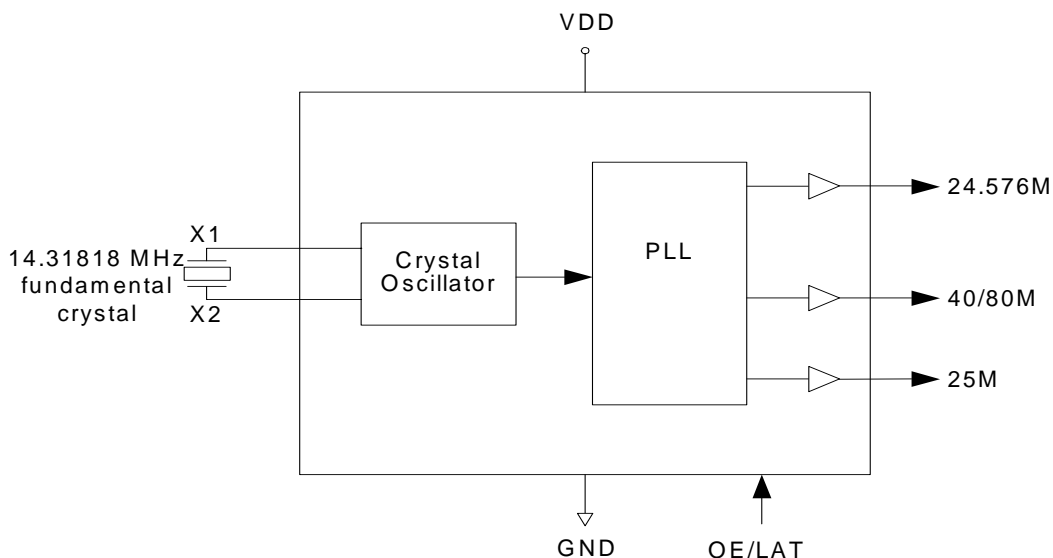 VDD
24.576M
X1
14.31818 MHz
fundamental
crystal
X2
Crystal
Oscillator
PLL
40/80M
25M
GND
OE/LAT